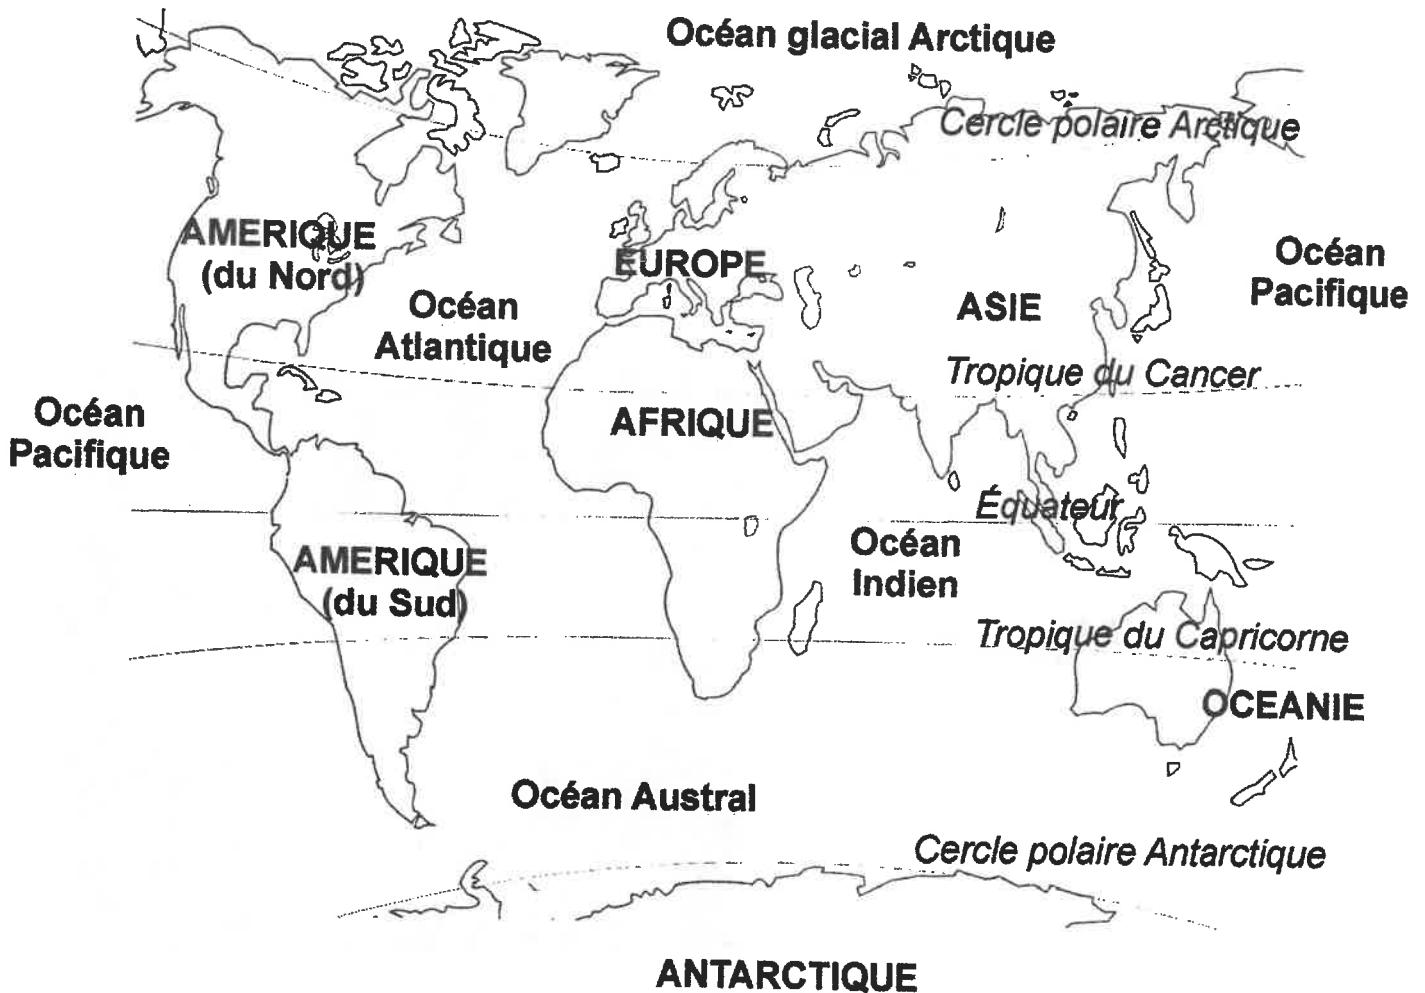 Océan glacial Arctique
Cercle polaire Arctique
AMERIQUE
(du Nord)
EUROPE
Océan
Pacifique
Océan
Atlantique
ASIE
Tropique du Cancer
Océan
Pacifique
AFRIQUE
Équateur
Océan
Indien
AMERIQUE
(du Sud)
Tropique du Capricorne
OCEANIE
Océan Austral
Cercle polaire Antarctique
ANTARCTIQUE